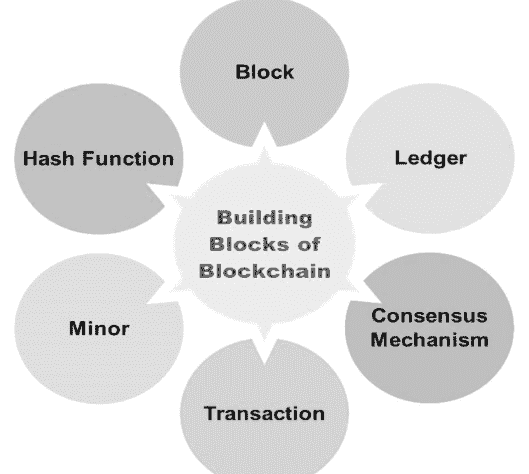 Block
Hash Function
Ledger
Building
Blocks of
Blockchain
Minor
Consensus
Mechanism
Transaction